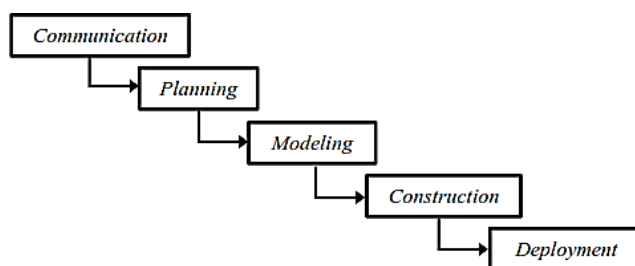 Communication
Planning
Modeling
Construction
Deployment